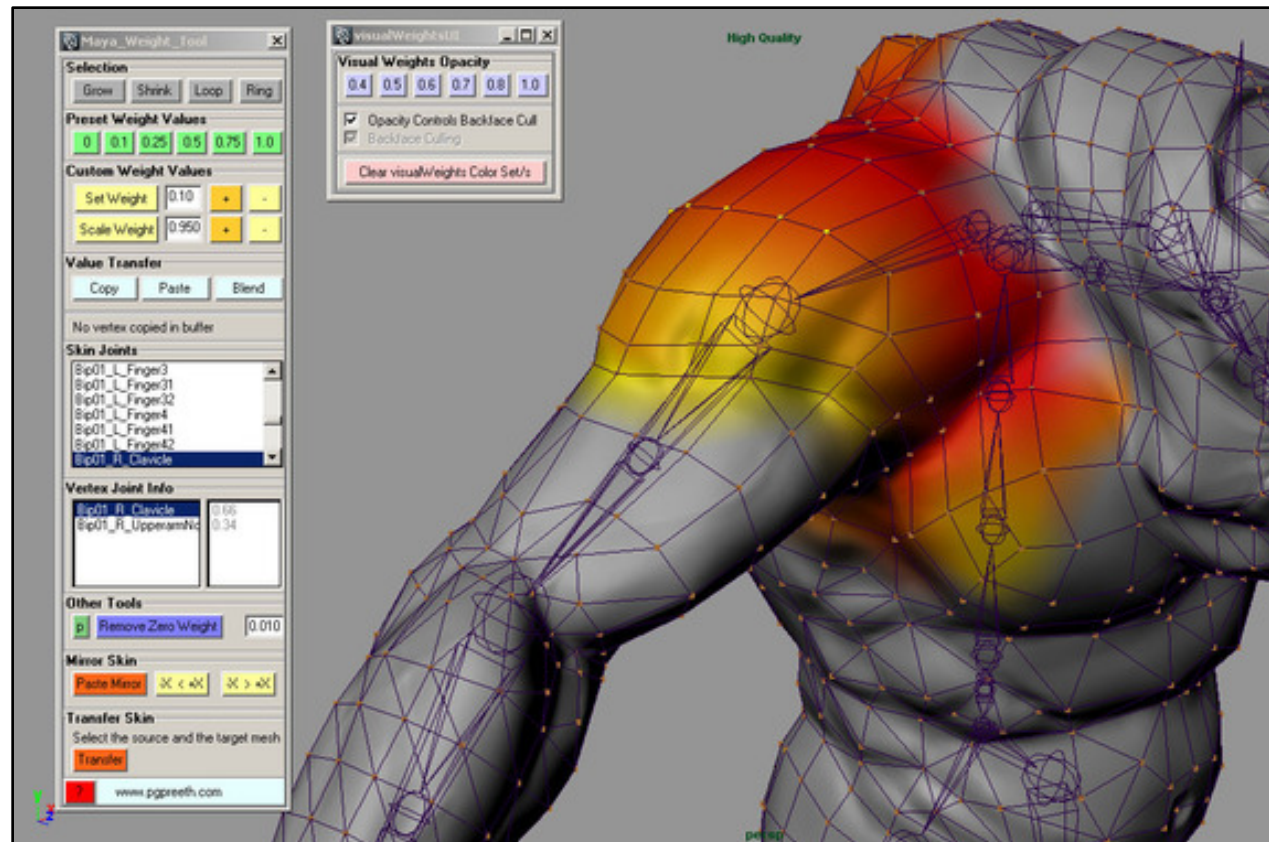 Maya_Weight_Tool
Selection
Grow Shrink Loop Ring
Preset Weight Values
0 0.1 0.25 0.5 0.75 1.0
Custom Weight Values
Set Weight 0.10 + -
Scale Weight 0.950 + -
Value Transfer
Copy Paste Blend
No vertex copied in buffer
Skin Joints
Bip01_L_Finger3
Bip01_L_Finger31
Bip01_L_Finger32
Bip01_L_Finger4
Bip01_L_Finger41
Bip01_L_Finger42
Bip01_R_Clavicle
Vertex Joint Info
Bip01_R_Clavicle 0.66
Bip01_R_UpperarmNo 0.34
Other Tools
p Remove Zero Weight 0.010
Mirror Skin
Paste Mirror -X < +X -X > +X
Transfer Skin
Select the source and the target mesh
Transfer
? www.pgpreeth.com
visualWeightsUI
Visual Weights Opacity
0.4 0.5 0.6 0.7 0.8 1.0
Opacity Controls Backface Cull
Backface Culling
Clear visualWeights Color Set/s
High Quality
persp
Y
Z